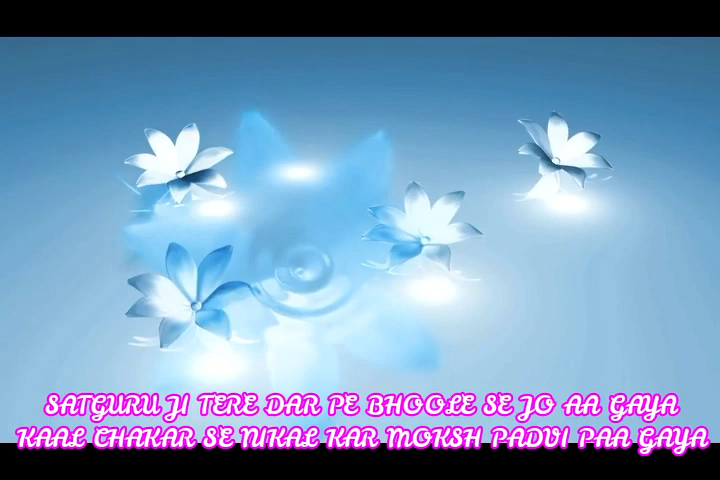 SATGURU JI TERE DAR PE BHOOLE SE JO AA GAYA
KAAL CHAKAR SE NIKAL KAR MOKSH PADVI PAA GAYA